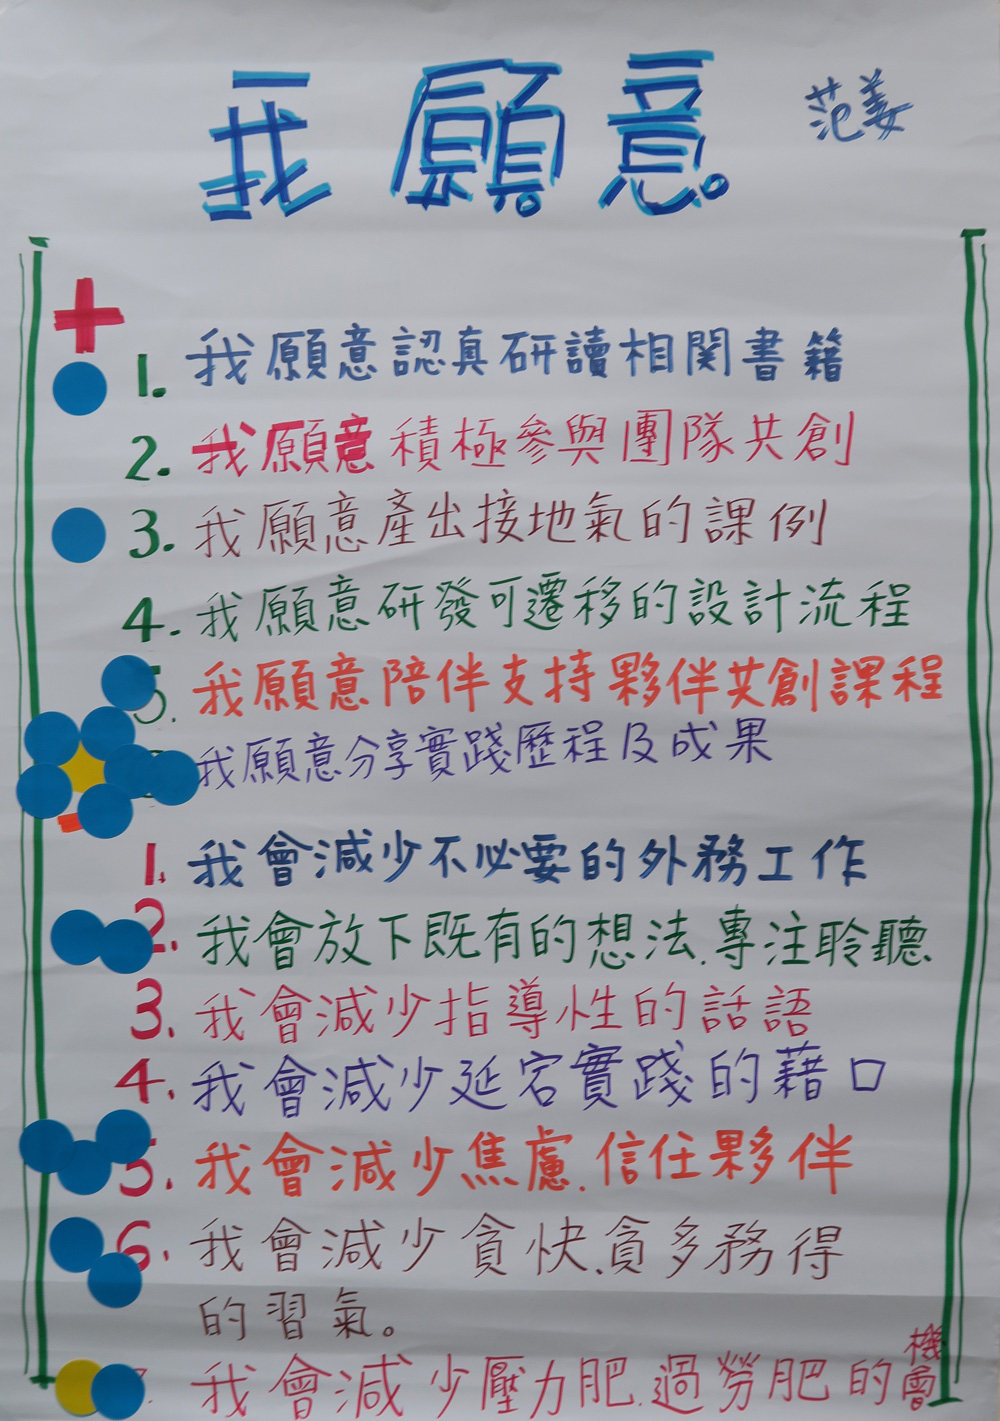 我願意
范姜
+
1. 我願意認真研讀相關書籍
2. 我願意積極參與團隊共創
3. 我願意產出接地氣的課例
4. 我願意研發可遷移的設計流程
5. 我願意陪伴支持夥伴共創課程
我願意分享實踐歷程及成果
1. 我會減少不必要的外務工作
2. 我會放下既有的想法、專注聆聽
3. 我會減少指導性的話語
4. 我會減少延宕實踐的藉口
5. 我會減少焦慮、信任夥伴
6. 我會減少貪快、貪多務得
的習氣。
我會減少壓力肥、過勞肥的機會